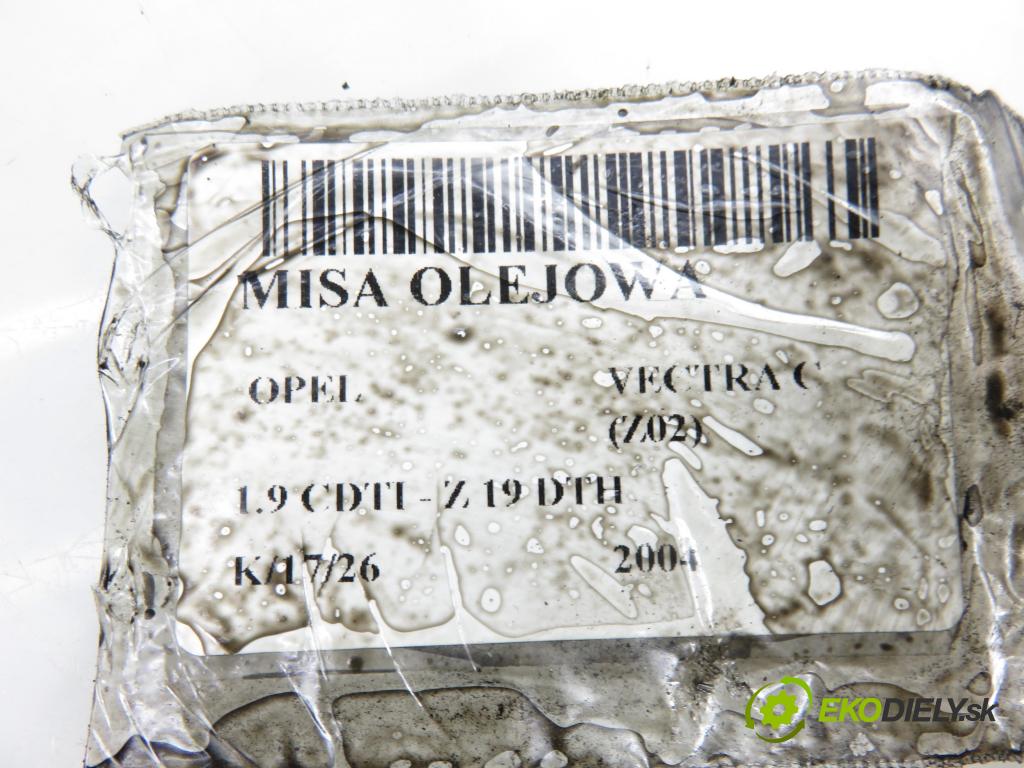 MISA OLEJOWA
OPEL VECTRA C
(Z02)
1.9 CDTI - Z 19 DTH
K/17/26 2004
EKODIELY.sk